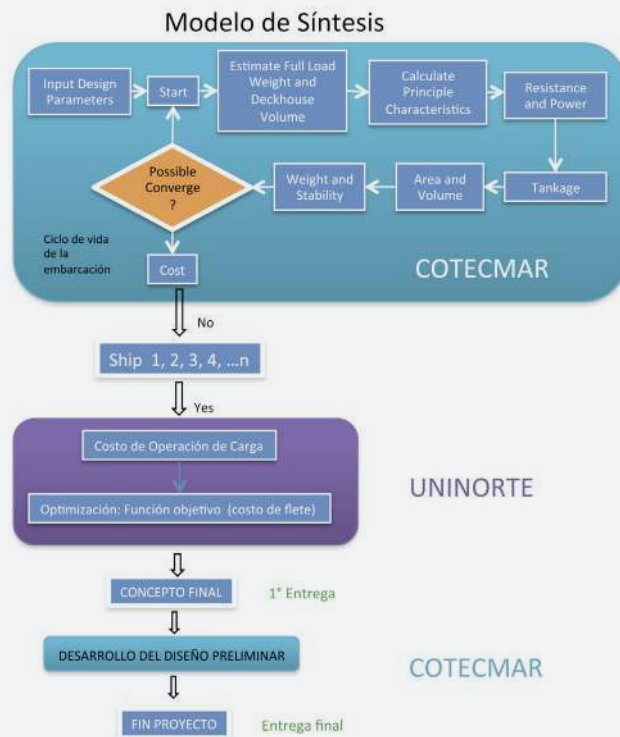 Modelo de Síntesis
Input Design
Parameters
Start
Estimate Full Load
Weight and
Deckhouse
Volume
Calculate
Principle
Characteristics
Resistance
and Power
Possible
Converge
?
Weight and
Stability
Area and
Volume
Tankage
Ciclo de vida
de la
embarcación
Cost
COTECMAR
No
Ship 1, 2, 3, 4, ...n
Yes
Costo de Operación de Carga
UNINORTE
Optimización: Función objetivo (costo de flete)
CONCEPTO FINAL
1° Entrega
DESARROLLO DEL DISEÑO PRELIMINAR
COTECMAR
FIN PROYECTO
Entrega final